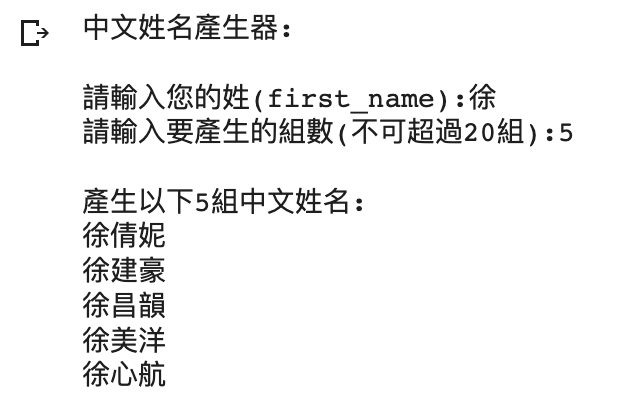 中文姓名產生器:
請輸入您的姓(first_name):徐
請輸入要產生的組數(不可超過20組):5
產生以下5組中文姓名:
徐倩妮
徐建豪
徐昌韻
徐美洋
徐心航